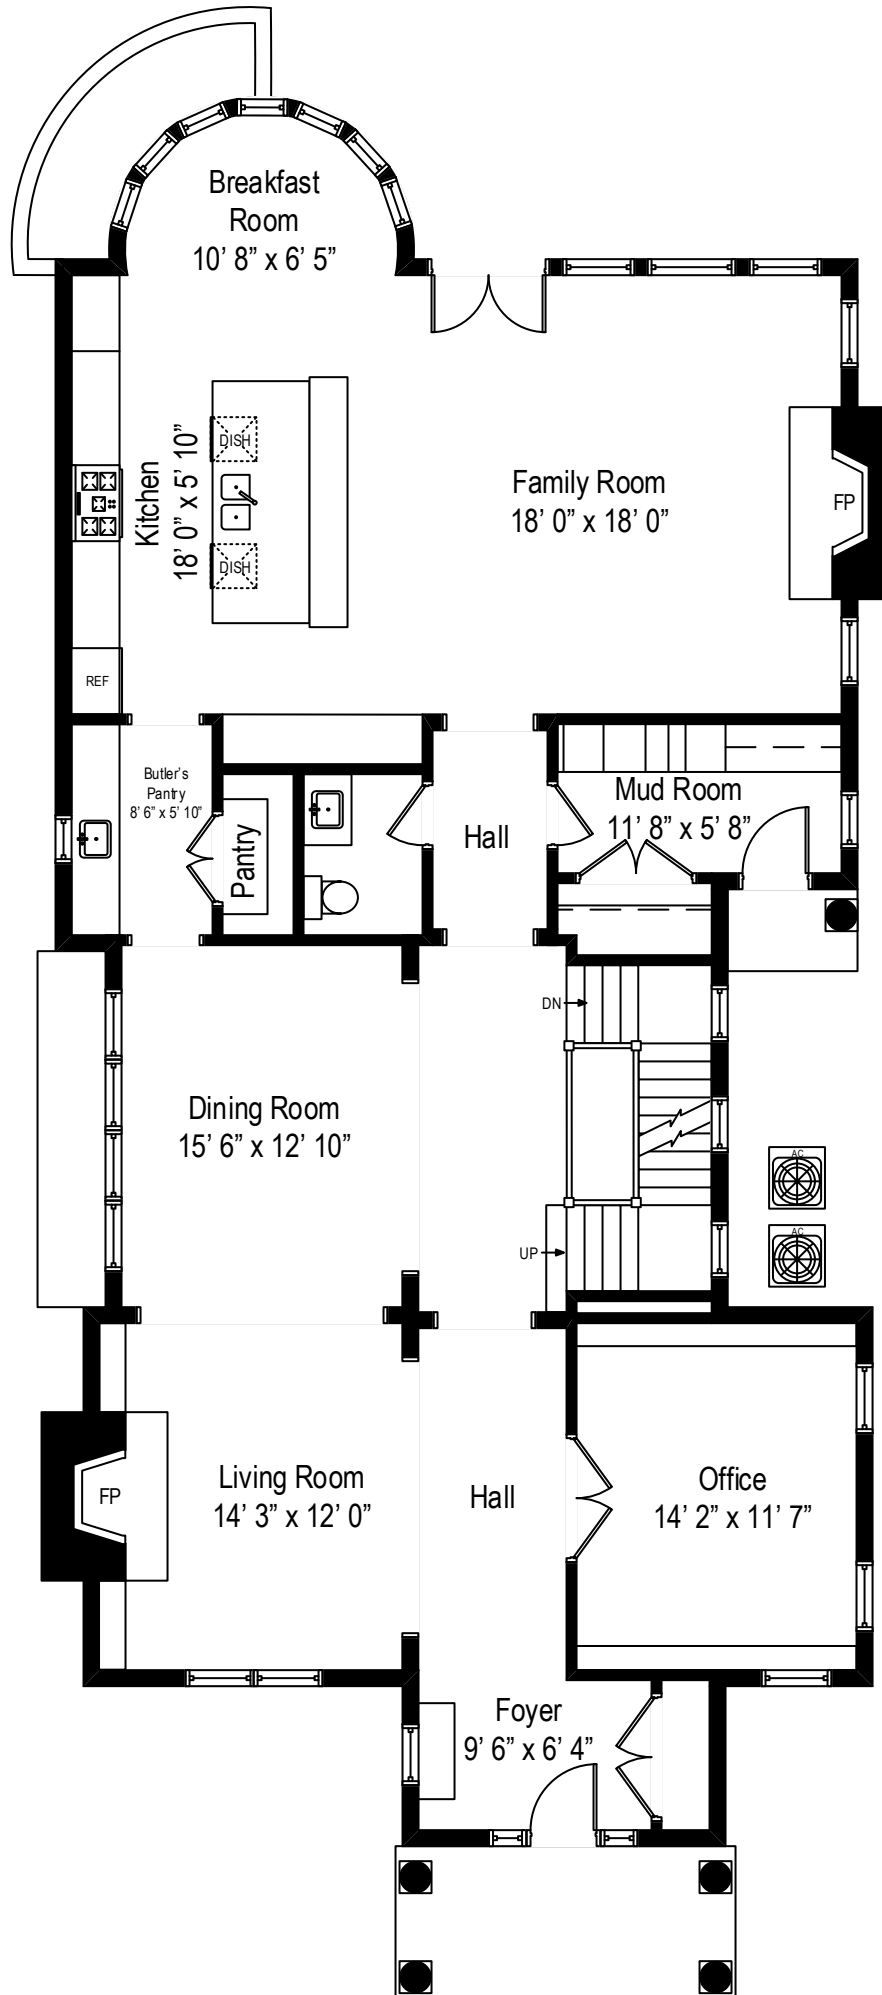 Breakfast
Room
10’ 8” x 6’ 5”
DISH
Kitchen
18’ 0” x 5’ 10”
DISH
Family Room
18’ 0” x 18’ 0”
FP
REF
Butler’s
Pantry
8’ 6” x 5’ 10”
Pantry
Hall
Mud Room
11’ 8” x 5’ 8”
DN
Dining Room
15’ 6” x 12’ 10”
AC
AC
UP
Living Room
14’ 3” x 12’ 0”
FP
Hall
Office
14’ 2” x 11’ 7”
Foyer
9’ 6” x 6’ 4”